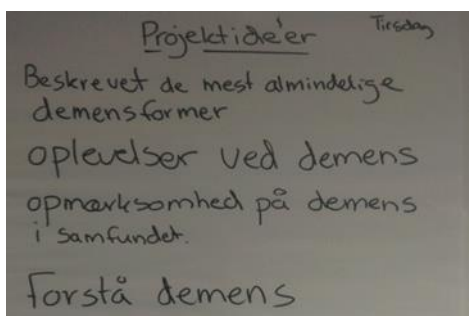 Projektide'er Tirsdag
Beskrevet de mest almindelige
demensformer
oplevelser ved demens
opmærksomhed på demens
i samfundet.
Forstå demens